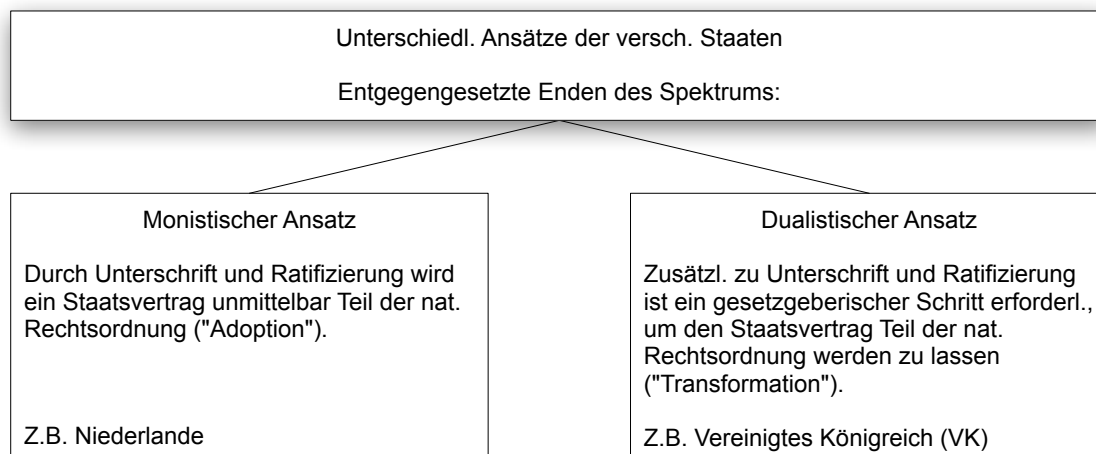 Unterschiedl. Ansätze der versch. Staaten
Entgegengesetzte Enden des Spektrums:
Monistischer Ansatz
Durch Unterschrift und Ratifizierung wird
ein Staatsvertrag unmittelbar Teil der nat.
Rechtsordnung ("Adoption").
Z.B. Niederlande
Dualistischer Ansatz
Zusätzl. zu Unterschrift und Ratifizierung
ist ein gesetzgeberischer Schritt erforderl.,
um den Staatsvertrag Teil der nat.
Rechtsordnung werden zu lassen
("Transformation").
Z.B. Vereinigtes Königreich (VK)